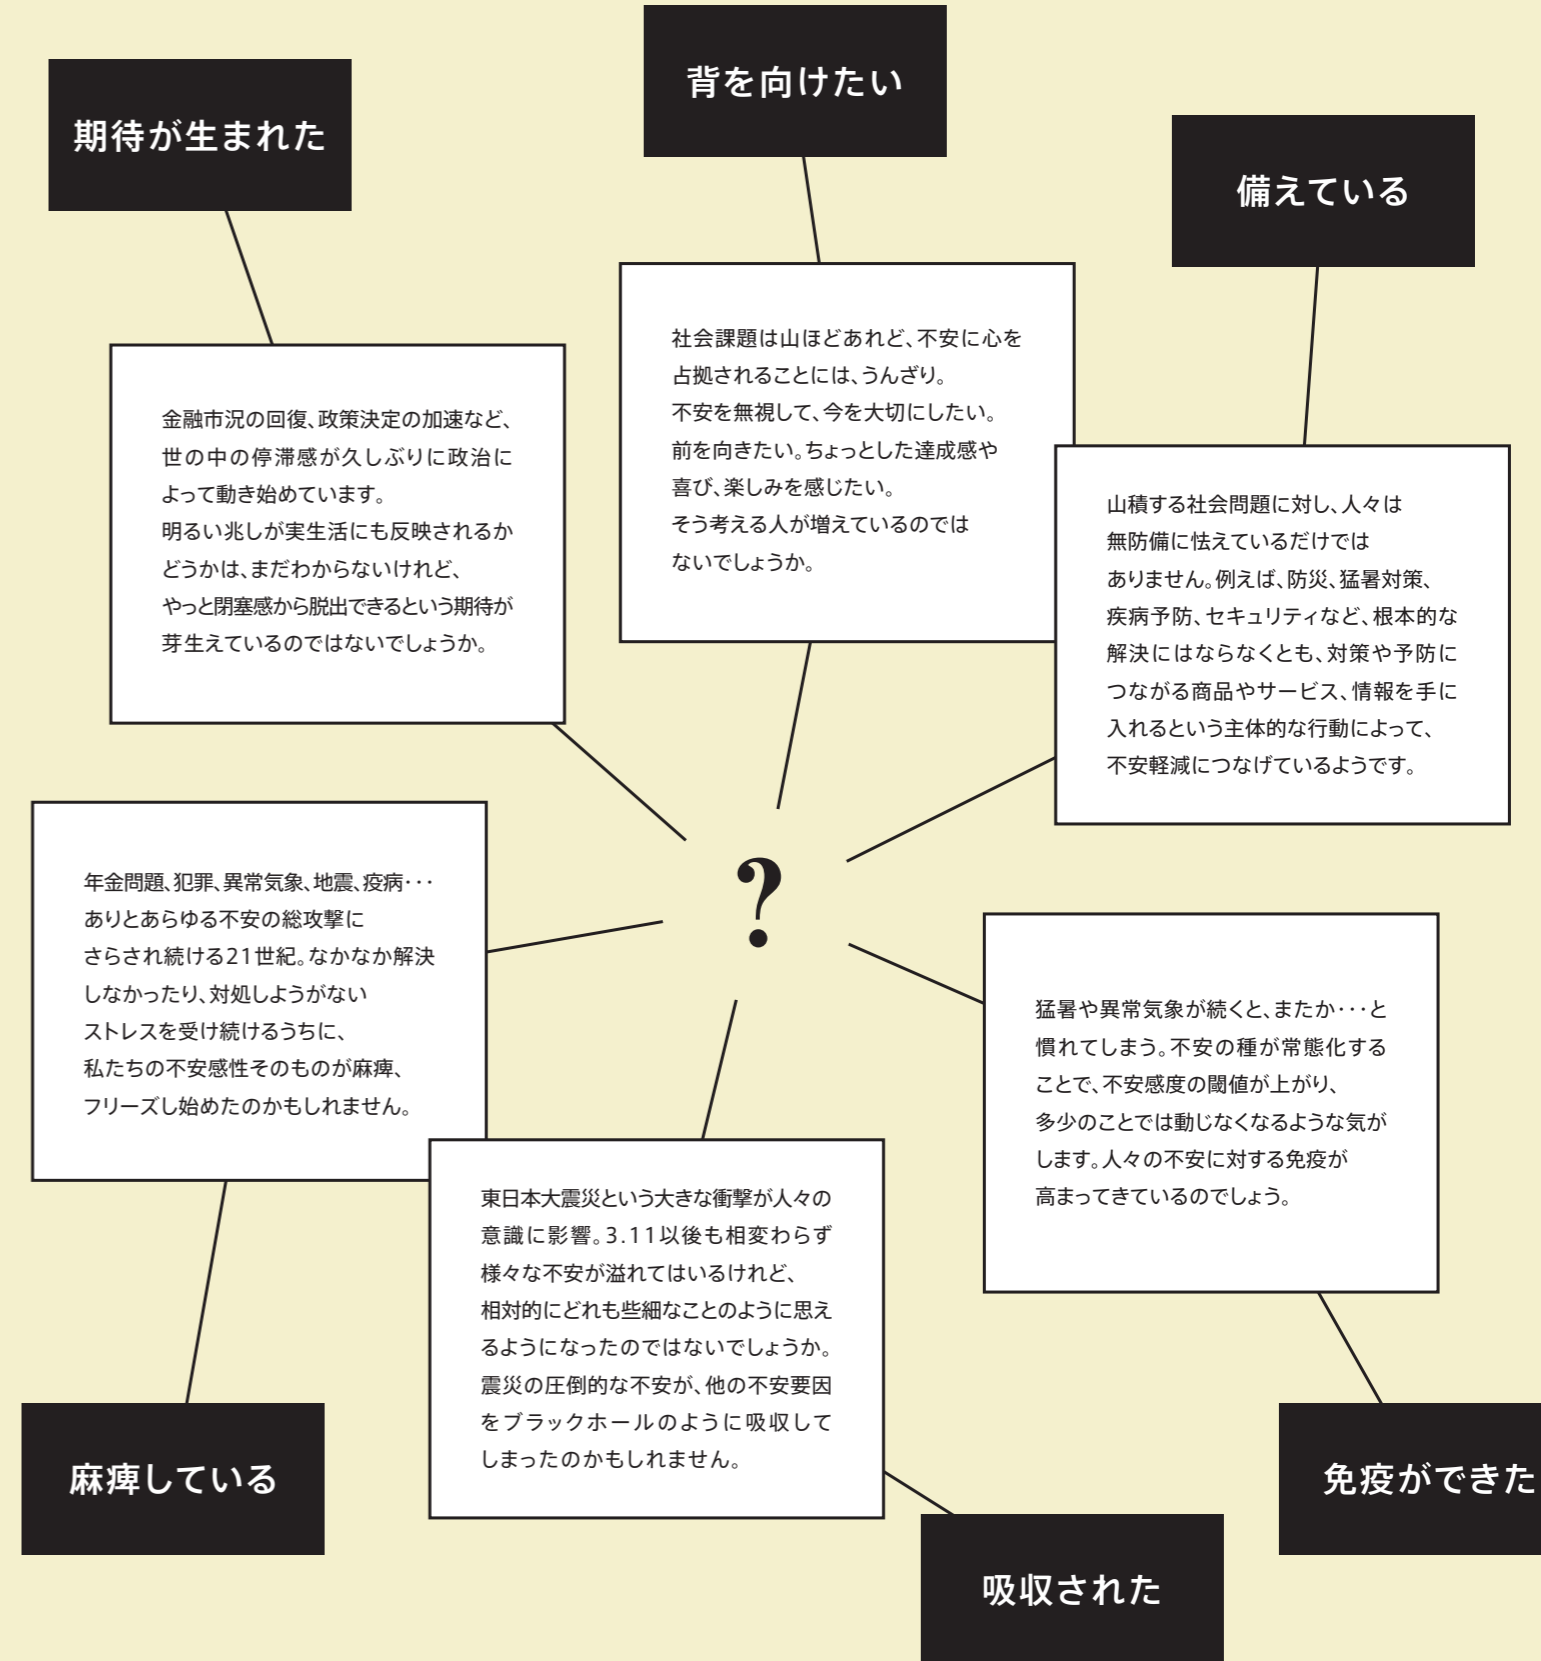 期待が生まれた
金融市況の回復、政策決定の加速など、
世の中の停滞感が久しぶりに政治に
よって動き始めています。
明るい兆しが実生活にも反映されるか
どうかは、まだわからないけれど、
やっと閉塞感から脱出できるという期待が
芽生えているのではないでしょうか。
背を向けたい
社会課題は山ほどあれど、不安に心を
占拠されることには、うんざり。
不安を無視して、今を大切にしたい。
前を向きたい。ちょっとした達成感や
喜び、楽しみを感じたい。
そう考える人が増えているのでは
ないでしょうか。
備えている
山積する社会問題に対し、人々は
無防備に怯えているだけでは
ありません。例えば、防災、猛暑対策、
疾病予防、セキュリティなど、根本的な
解決にはならなくとも、対策や予防に
つながる商品やサービス、情報を手に
入れるという主体的な行動によって、
不安軽減につなげているようです。
?
年金問題、犯罪、異常気象、地震、疫病・・・
ありとあらゆる不安の総攻撃に
さらされ続ける21世紀。なかなか解決
しなかったり、対処しようがない
ストレスを受け続けるうちに、
私たちの不安感性そのものが麻痺、
フリーズし始めたのかもしれません。
麻痺している
東日本大震災という大きな衝撃が人々の
意識に影響。3.11以後も相変わらず
様々な不安が溢れてはいるけれど、
相対的にどれも些細なことのように思え
るようになったのではないでしょうか。
震災の圧倒的な不安が、他の不安要因
をブラックホールのように吸収して
しまったのかもしれません。
吸収された
猛暑や異常気象が続くと、またか・・・と
慣れてしまう。不安の種が常態化する
ことで、不安感度の閾値が上がり、
多少のことでは動じなくなるような気が
します。人々の不安に対する免疫が
高まってきているのでしょう。
免疫ができた